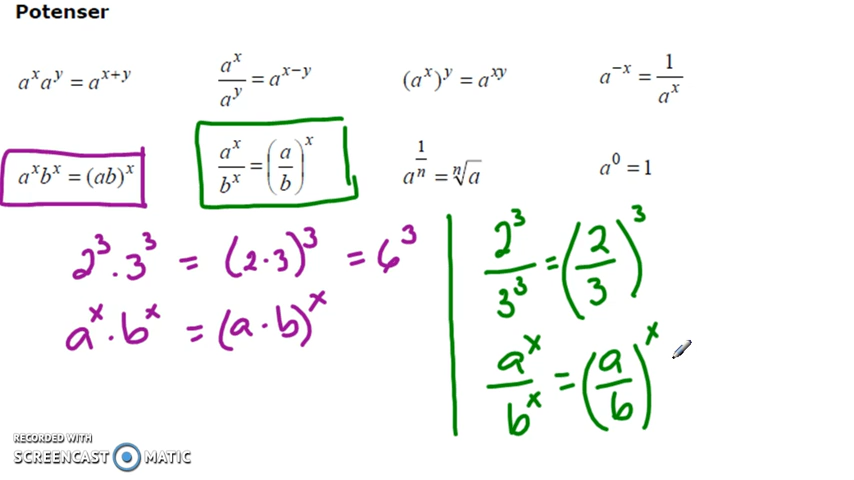 Potenser
a^x a^y = a^{x+y}    a^x / a^y = a^{x-y}    (a^x)^y = a^{xy}    a^{-x} = 1 / a^x
a^x b^x = (ab)^x    a^x / b^x = (a/b)^x    a^{1/n} = ⁿ√a    a^0 = 1
2^3 · 3^3 = (2·3)^3 = 6^3
a^x · b^x = (a · b)^x
2^3 / 3^3 = (2/3)^3
a^x / b^x = (a/b)^x
RECORDED WITH
SCREENCAST MATIC